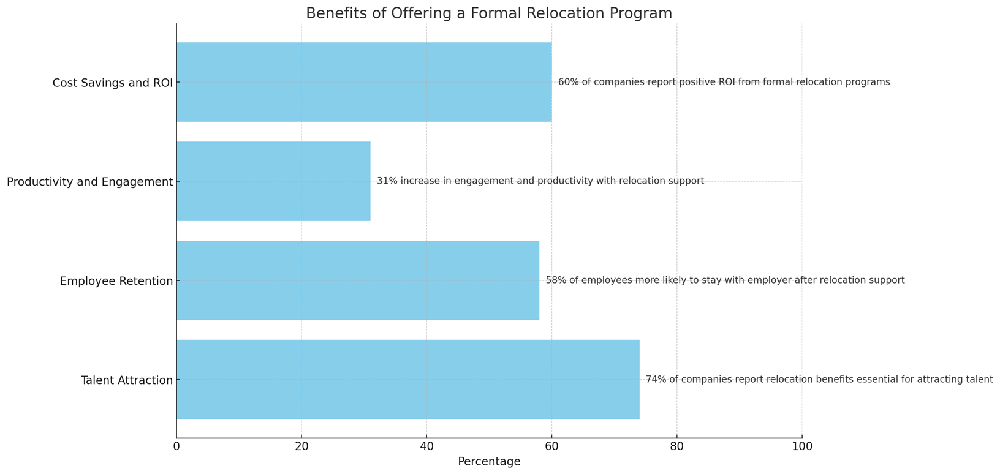 Benefits of Offering a Formal Relocation Program
Cost Savings and ROI
60% of companies report positive ROI from formal relocation programs
Productivity and Engagement
31% increase in engagement and productivity with relocation support
Employee Retention
58% of employees more likely to stay with employer after relocation support
Talent Attraction
74% of companies report relocation benefits essential for attracting talent
0 20 40 60 80 100
Percentage